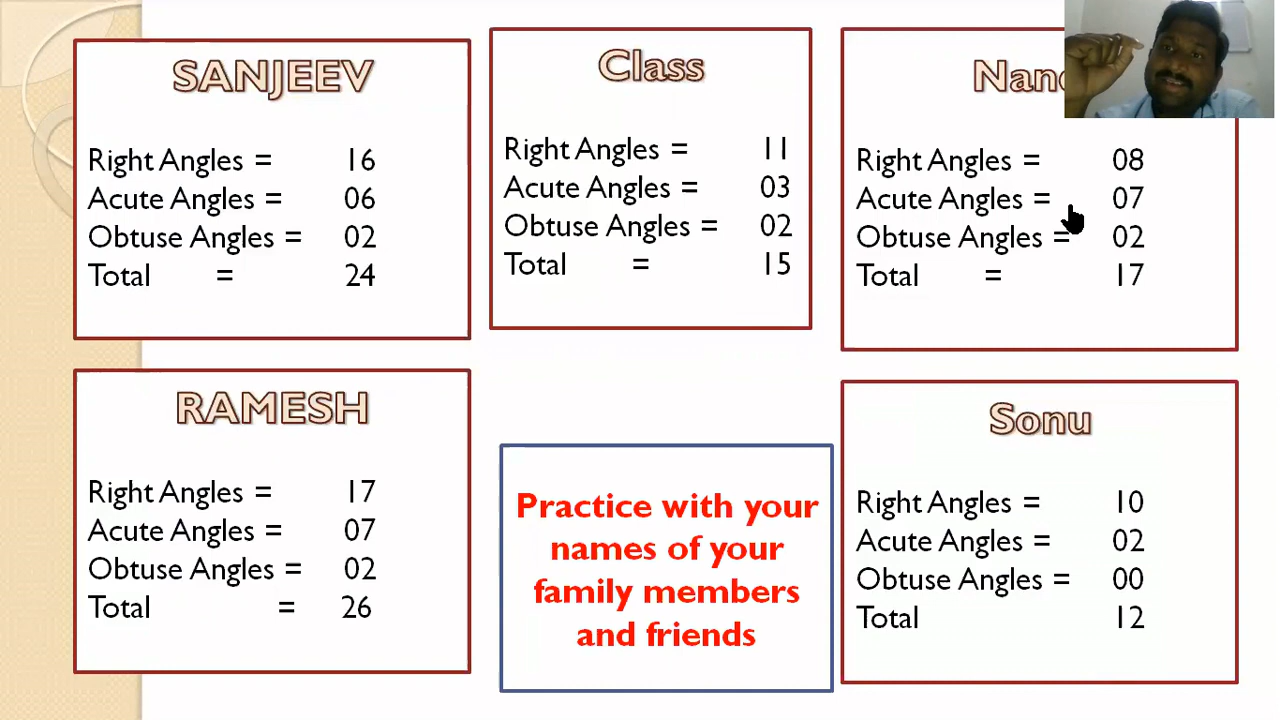 SANJEEV
Right Angles = 16
Acute Angles = 06
Obtuse Angles = 02
Total = 24
Class
Right Angles = 11
Acute Angles = 03
Obtuse Angles = 02
Total = 15
Right Angles = 08
Acute Angles = 07
Obtuse Angles = 02
Total = 17
RAMESH
Right Angles = 17
Acute Angles = 07
Obtuse Angles = 02
Total = 26
Practice with your
names of your
family members
and friends
Sonu
Right Angles = 10
Acute Angles = 02
Obtuse Angles = 00
Total 12